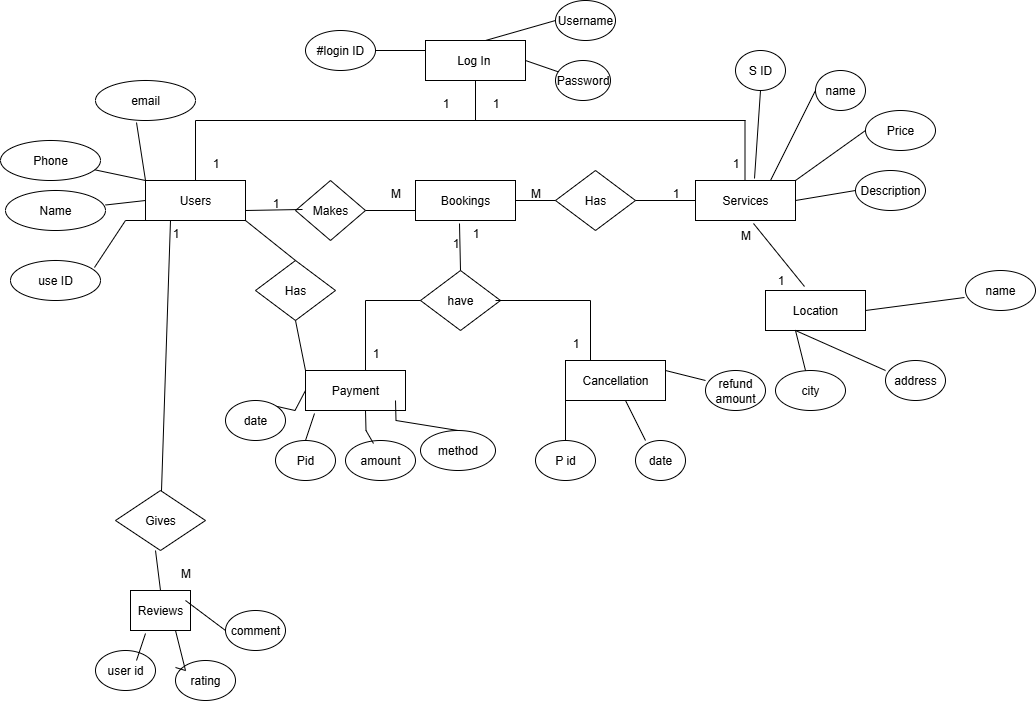 Username
#login ID
Log In
Password
S ID
name
email
1
1
Price
Phone
1
1
Users
1
Makes
M
Bookings
M
Has
1
Services
Description
Name
1
M
1
1
use ID
Has
have
1
Location
name
1
1
Payment
Cancellation
refund
amount
city
address
date
Pid
amount
method
P id
date
Gives
M
Reviews
comment
user id
rating